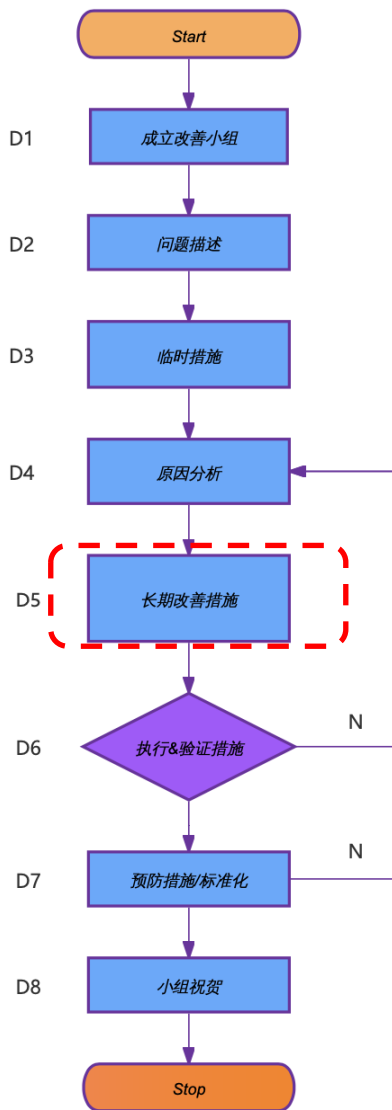 Start
D1
成立改善小组
D2
问题描述
D3
临时措施
D4
原因分析
D5
长期改善措施
D6
执行&验证措施
N
D7
预防措施/标准化
N
D8
小组祝贺
Stop